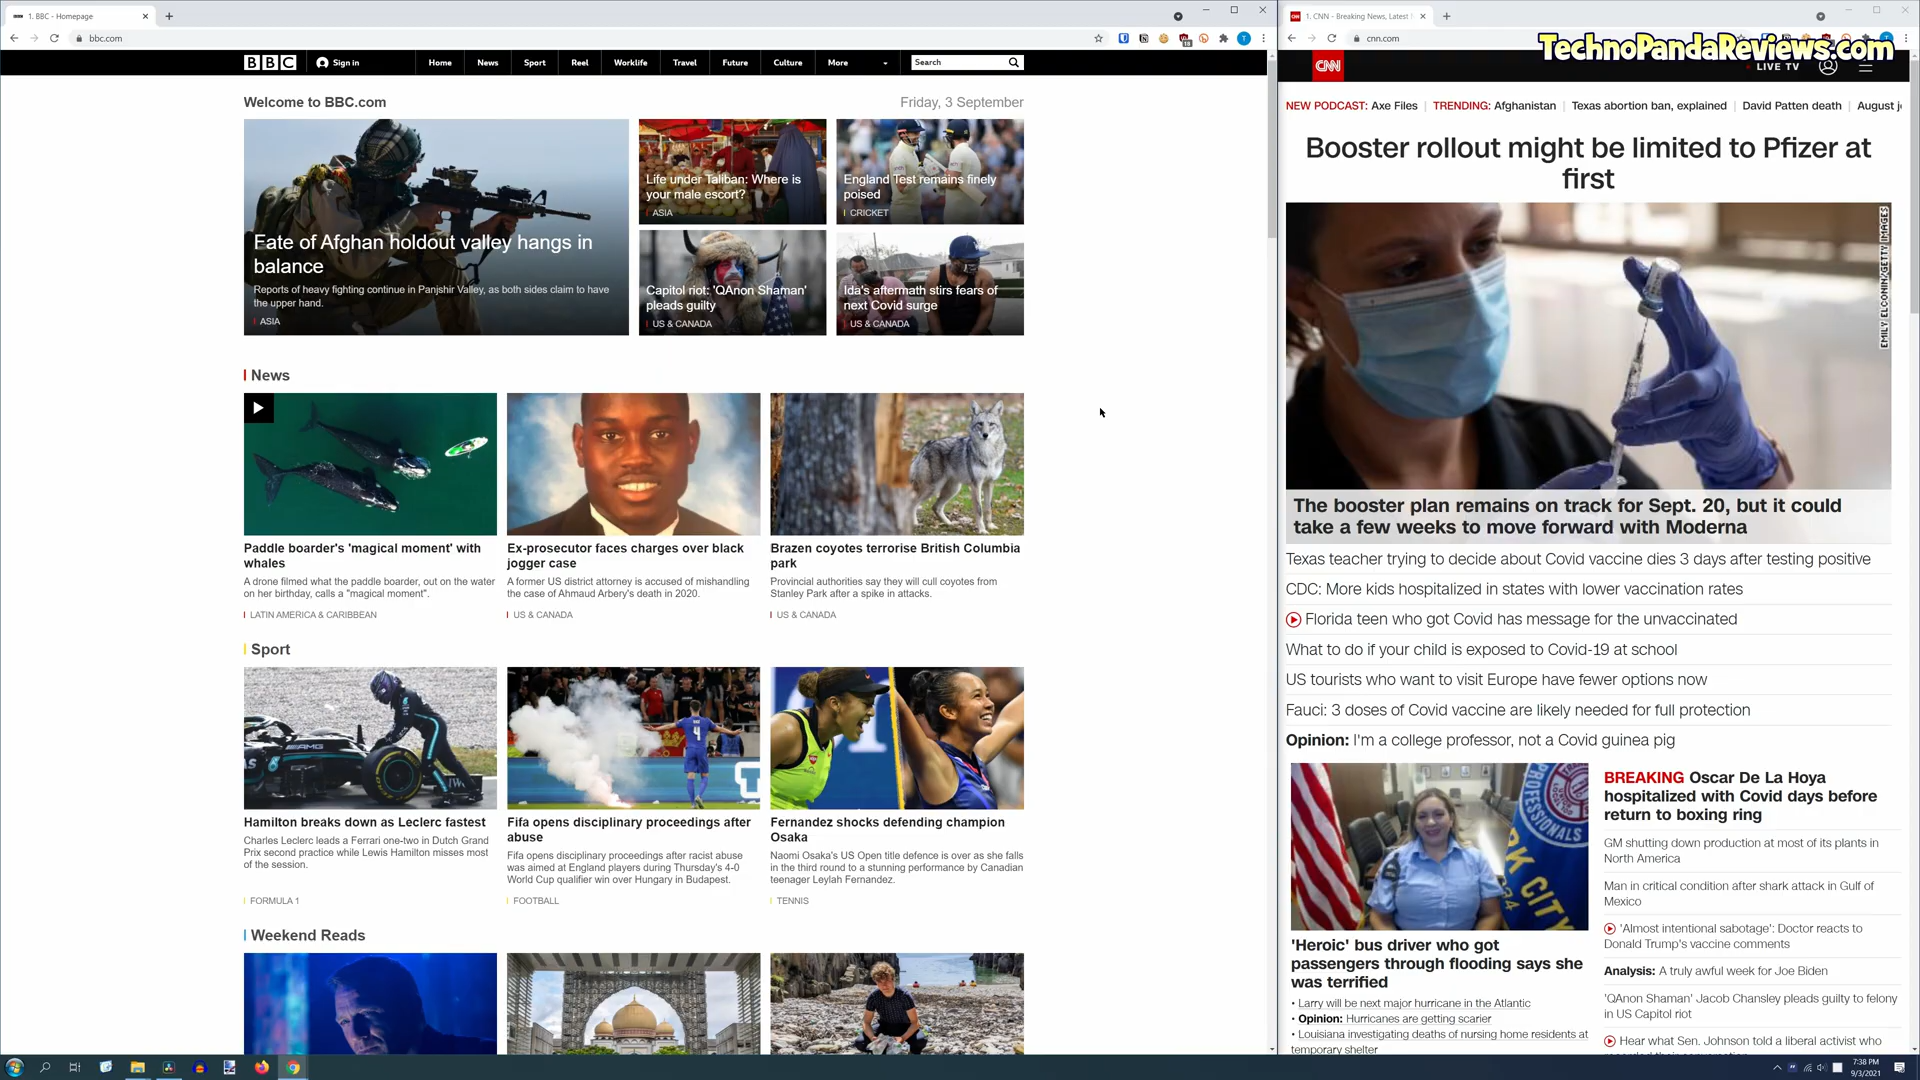 1. BBC - Homepage
bbc.com
BBC
Sign in
Home
News
Sport
Reel
Worklife
Travel
Future
Culture
More
Search
Welcome to BBC.com
Friday, 3 September
Fate of Afghan holdout valley hangs in
balance
Reports of heavy fighting continue in Panjshir Valley, as both sides claim to have
the upper hand.
ASIA
Life under Taliban: Where is
your male escort?
ASIA
England Test remains finely
poised
CRICKET
Capitol riot: 'QAnon Shaman'
pleads guilty
US & CANADA
Ida's aftermath stirs fears of
next Covid surge
US & CANADA
News
Paddle boarder's 'magical moment' with
whales
A drone filmed what the paddle boarder, out on the water
on her birthday, calls a "magical moment".
LATIN AMERICA & CARIBBEAN
Ex-prosecutor faces charges over black
jogger case
A former US district attorney is accused of mishandling
the case of Ahmaud Arbery's death in 2020.
US & CANADA
Brazen coyotes terrorise British Columbia
park
Provincial authorities say they will cull coyotes from
Stanley Park after a spike in attacks.
US & CANADA
Sport
AMG
4
Hamilton breaks down as Leclerc fastest
Charles Leclerc leads a Ferrari one-two in Dutch Grand
Prix second practice while Lewis Hamilton misses most
of the session.
FORMULA 1
Fifa opens disciplinary proceedings after
abuse
Fifa opens disciplinary proceedings after racist abuse
was aimed at England players during Thursday's 4-0
World Cup qualifier win over Hungary in Budapest.
FOOTBALL
Fernandez shocks defending champion
Osaka
Naomi Osaka's US Open title defence is over as she falls
in the third round to a stunning performance by Canadian
teenager Leylah Fernandez.
TENNIS
Weekend Reads
1. CNN - Breaking News, Latest
cnn.com
TechnoPandaReviews.com
CNN
LIVE TV
NEW PODCAST: Axe Files
TRENDING: Afghanistan
Texas abortion ban, explained
David Patten death
August j
Booster rollout might be limited to Pfizer at
first
EMILY ELCONIN/GETTY IMAGES
The booster plan remains on track for Sept. 20, but it could
take a few weeks to move forward with Moderna
Texas teacher trying to decide about Covid vaccine dies 3 days after testing positive
CDC: More kids hospitalized in states with lower vaccination rates
Florida teen who got Covid has message for the unvaccinated
What to do if your child is exposed to Covid-19 at school
US tourists who want to visit Europe have fewer options now
Fauci: 3 doses of Covid vaccine are likely needed for full protection
Opinion: I'm a college professor, not a Covid guinea pig
'Heroic' bus driver who got
passengers through flooding says she
was terrified
• Larry will be next major hurricane in the Atlantic
• Opinion: Hurricanes are getting scarier
• Louisiana investigating deaths of nursing home residents at
temporary shelter
BREAKING Oscar De La Hoya
hospitalized with Covid days before
return to boxing ring
GM shutting down production at most of its plants in
North America
Man in critical condition after shark attack in Gulf of
Mexico
'Almost intentional sabotage': Doctor reacts to
Donald Trump's vaccine comments
Analysis: A truly awful week for Joe Biden
'QAnon Shaman' Jacob Chansley pleads guilty to felony
in US Capitol riot
Hear what Sen. Johnson told a liberal activist who
7:38 PM
9/3/2021